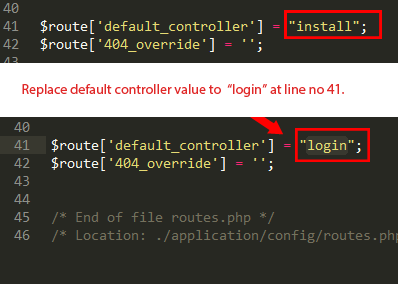 40
41 $route['default_controller'] = "install";
42 $route['404_override'] = '';
Replace default controller value to “login” at line no 41.
40
41 $route['default_controller'] = "login";
42 $route['404_override'] = '';
43
44
45 /* End of file routes.php */
46 /* Location: ./application/config/routes.php